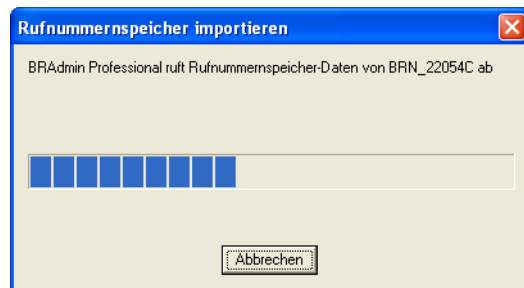 Rufnummernspeicher importieren
BRAdmin Professional ruft Rufnummernspeicher-Daten von BRN_22054C ab
Abbrechen